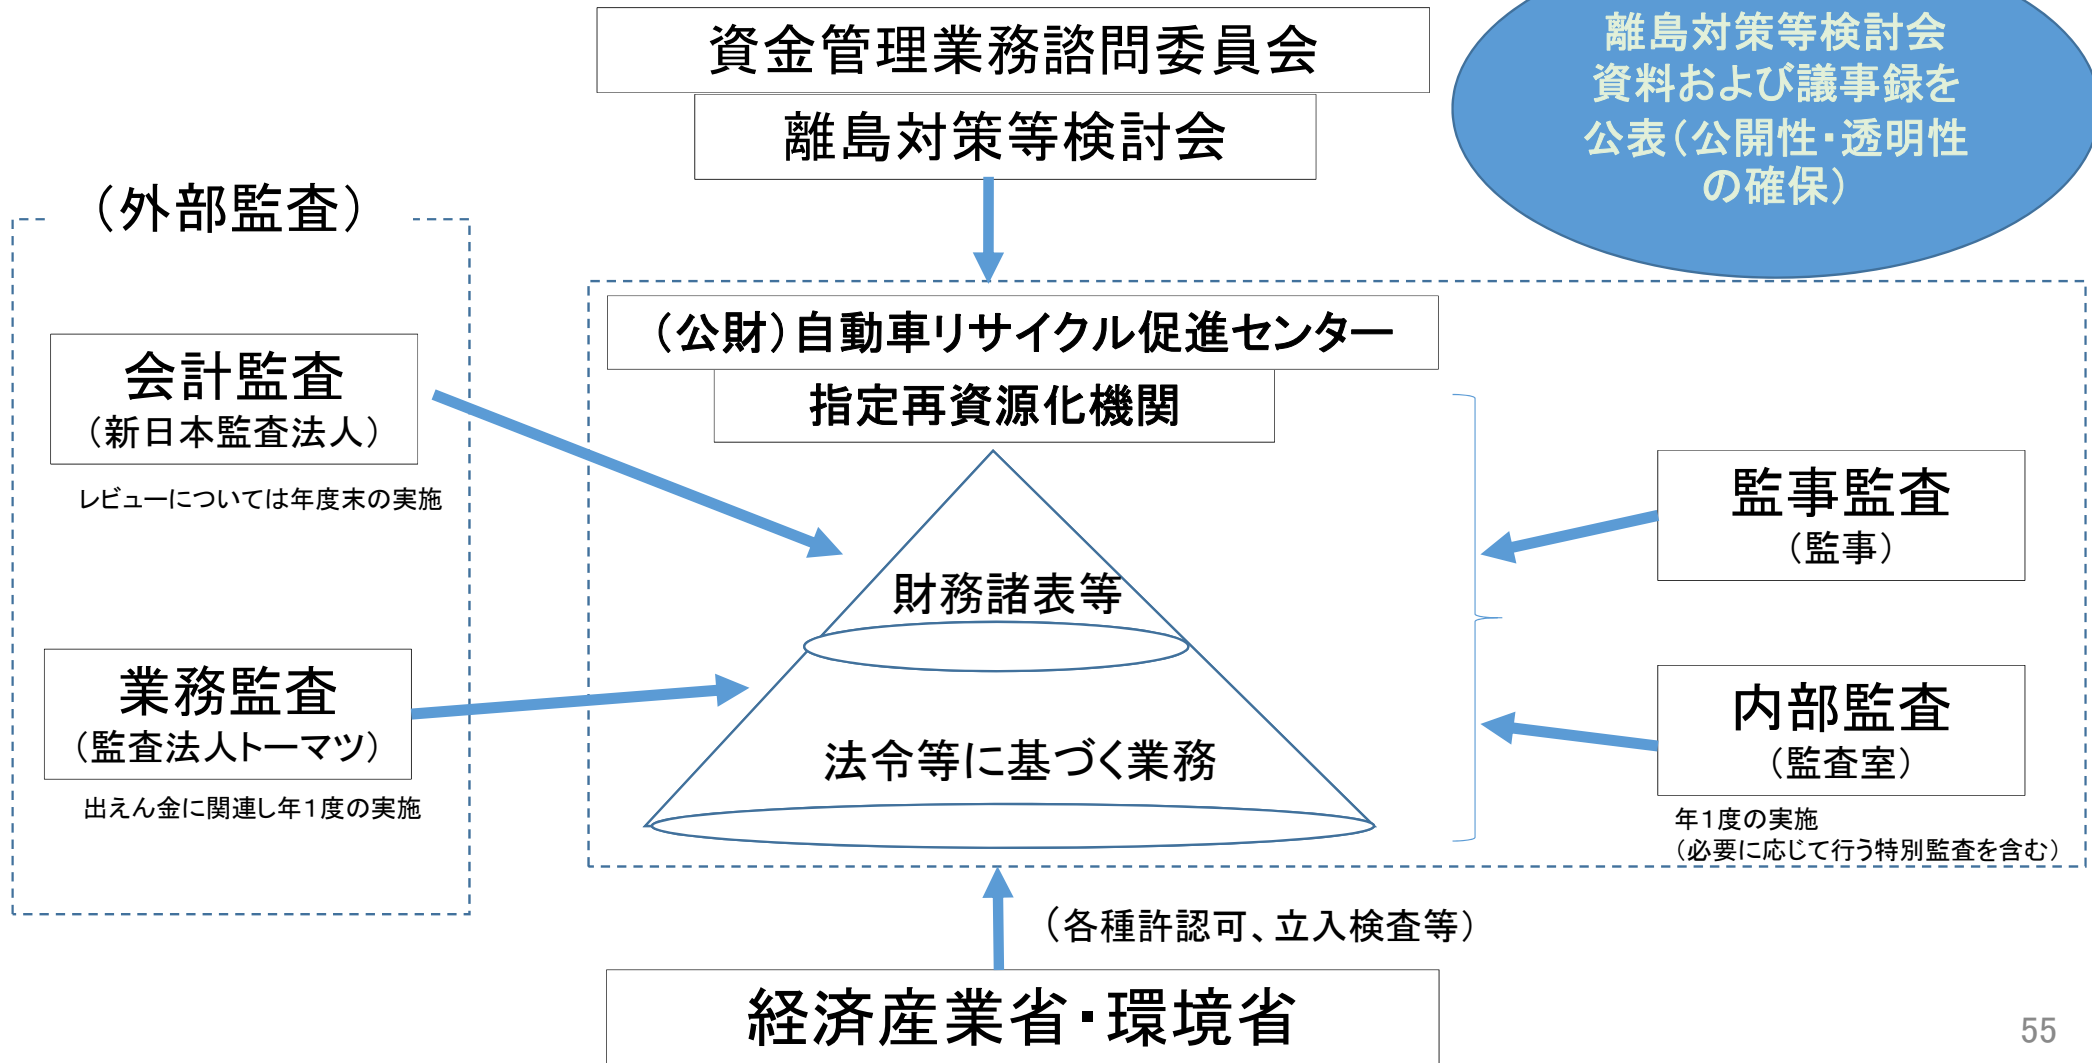 資金管理業務諮問委員会
離島対策等検討会
離島対策等検討会
資料および議事録を
公表(公開性・透明性
の確保)
(外部監査)
会計監査
(新日本監査法人)
レビューについては年度末の実施
業務監査
(監査法人トーマツ)
出えん金に関連し年1度の実施
(公財)自動車リサイクル促進センター
指定再資源化機関
財務諸表等
法令等に基づく業務
監事監査
(監事)
内部監査
(監査室)
年1度の実施
(必要に応じて行う特別監査を含む)
(各種許認可、立入検査等)
経済産業省・環境省
55